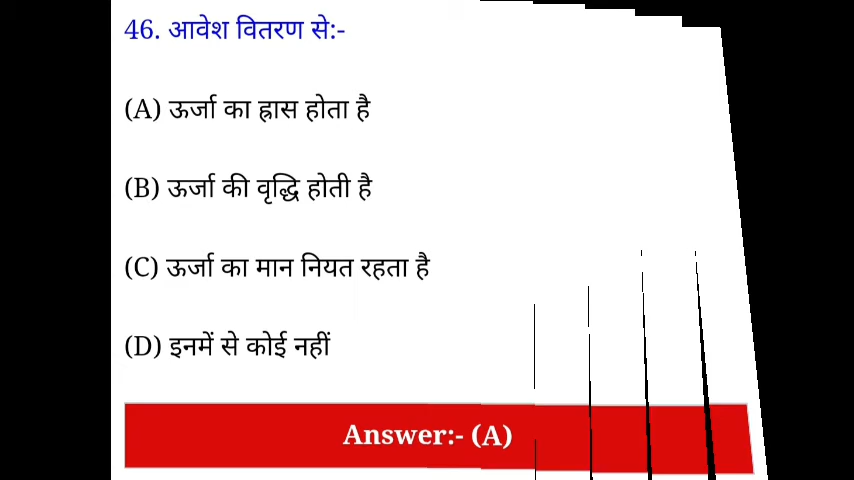 46. आवेश वितरण से:-
(A) ऊर्जा का ह्रास होता है
(B) ऊर्जा की वृद्धि होती है
(C) ऊर्जा का मान नियत रहता है
(D) इनमें से कोई नहीं
Answer:- (A)